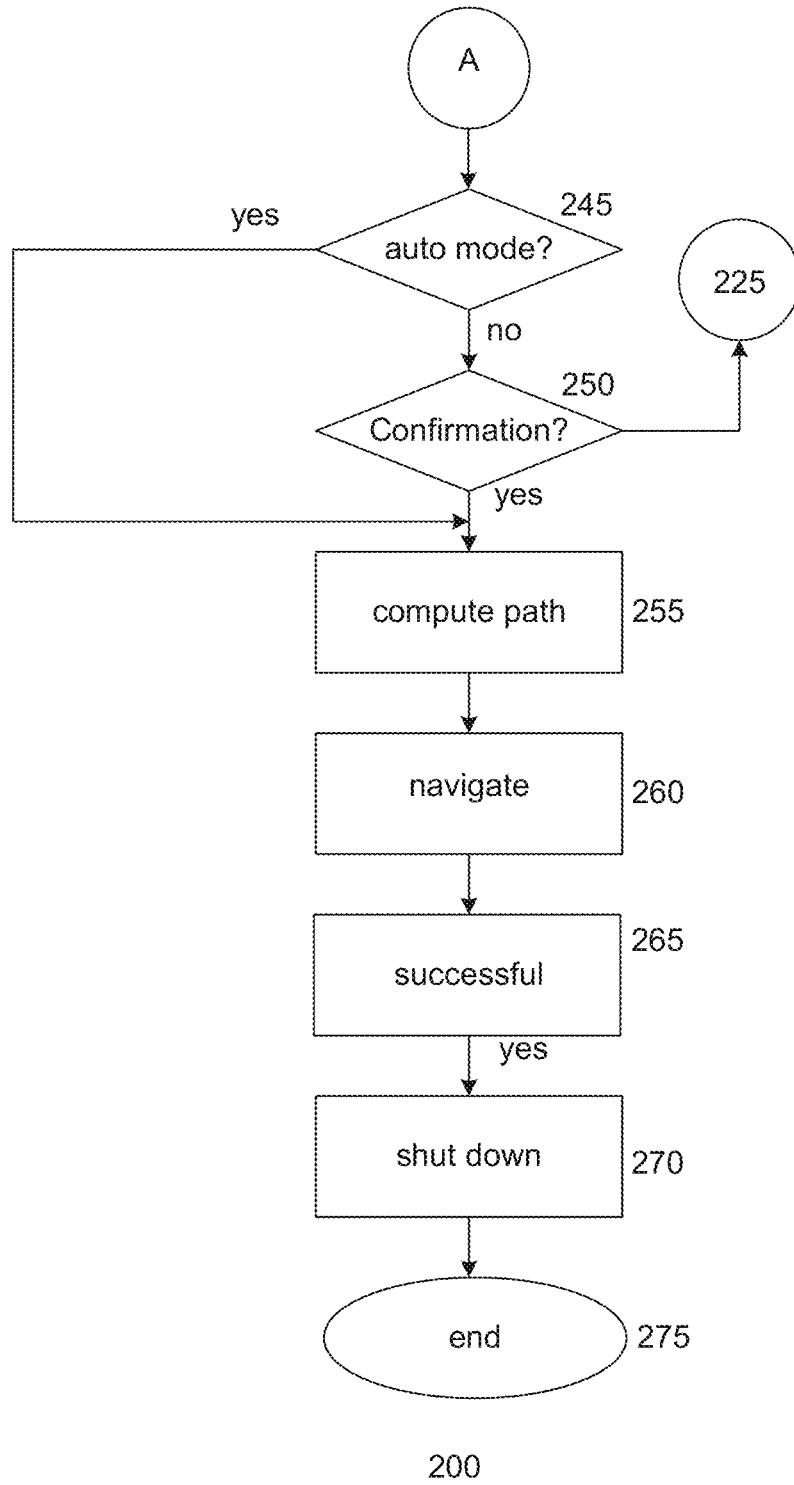 A
245
yes
auto mode?
225
no
250
Confirmation?
yes
compute path
255
navigate
260
265
successful
yes
shut down
270
end
275
200